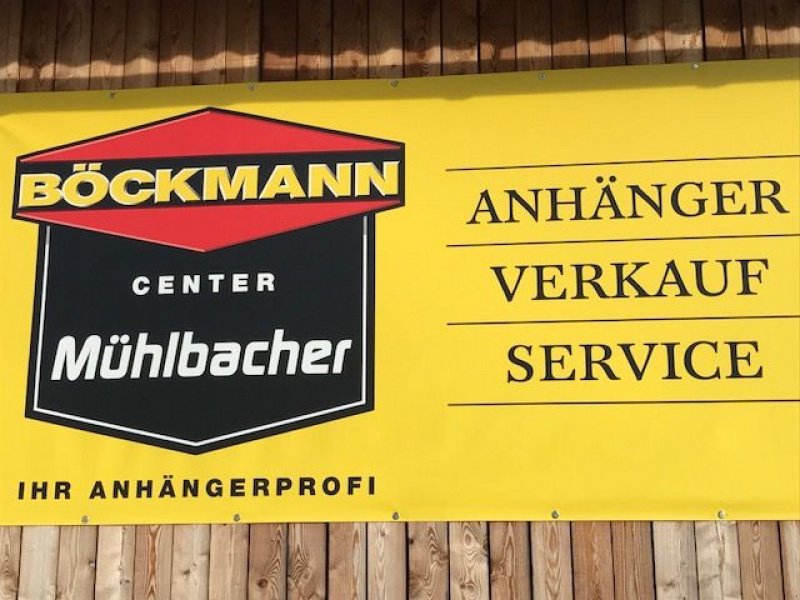 BÖCKMANN
CENTER
Mühlbacher
IHR ANHÄNGERPROFI
ANHÄNGER
VERKAUF
SERVICE